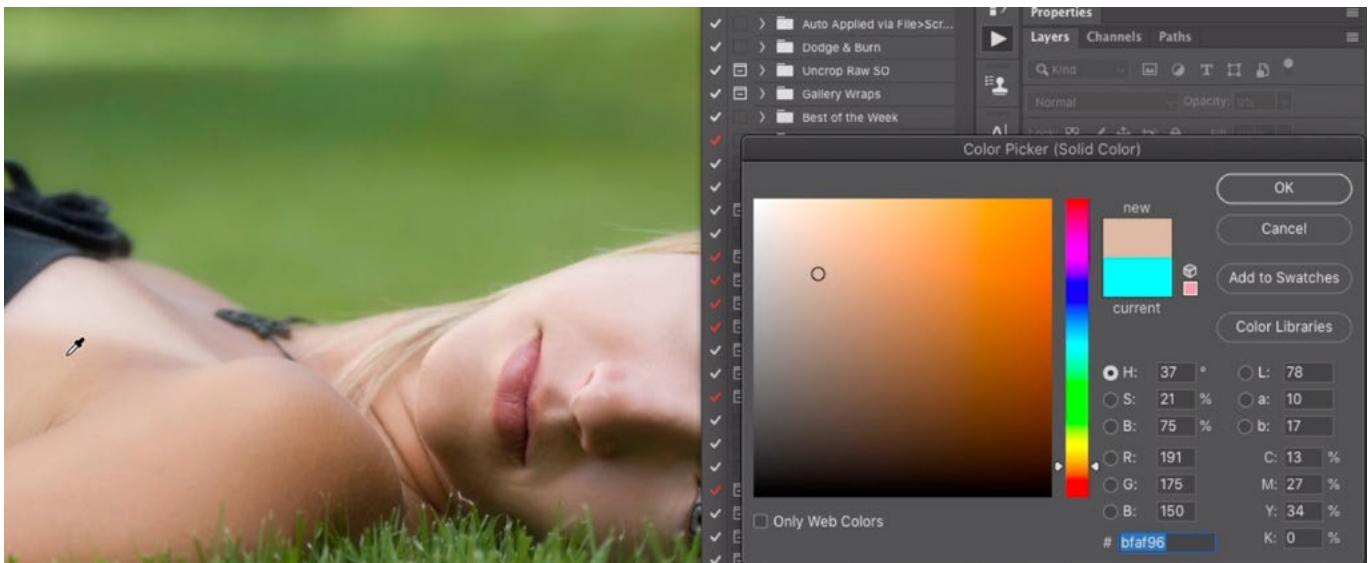 Auto Applied via File>Scr...
Dodge & Burn
Uncrop Raw SO
Gallery Wraps
Best of the Week
Properties
Layers Channels Paths
Kind
Normal Opacity:
Color Picker (Solid Color)
new
current
OK
Cancel
Add to Swatches
Color Libraries
H: 37 °
S: 21 %
B: 75 %
R: 191
G: 175
B: 150
# bfaf96
L: 78
a: 10
b: 17
C: 13 %
M: 27 %
Y: 34 %
K: 0 %
Only Web Colors